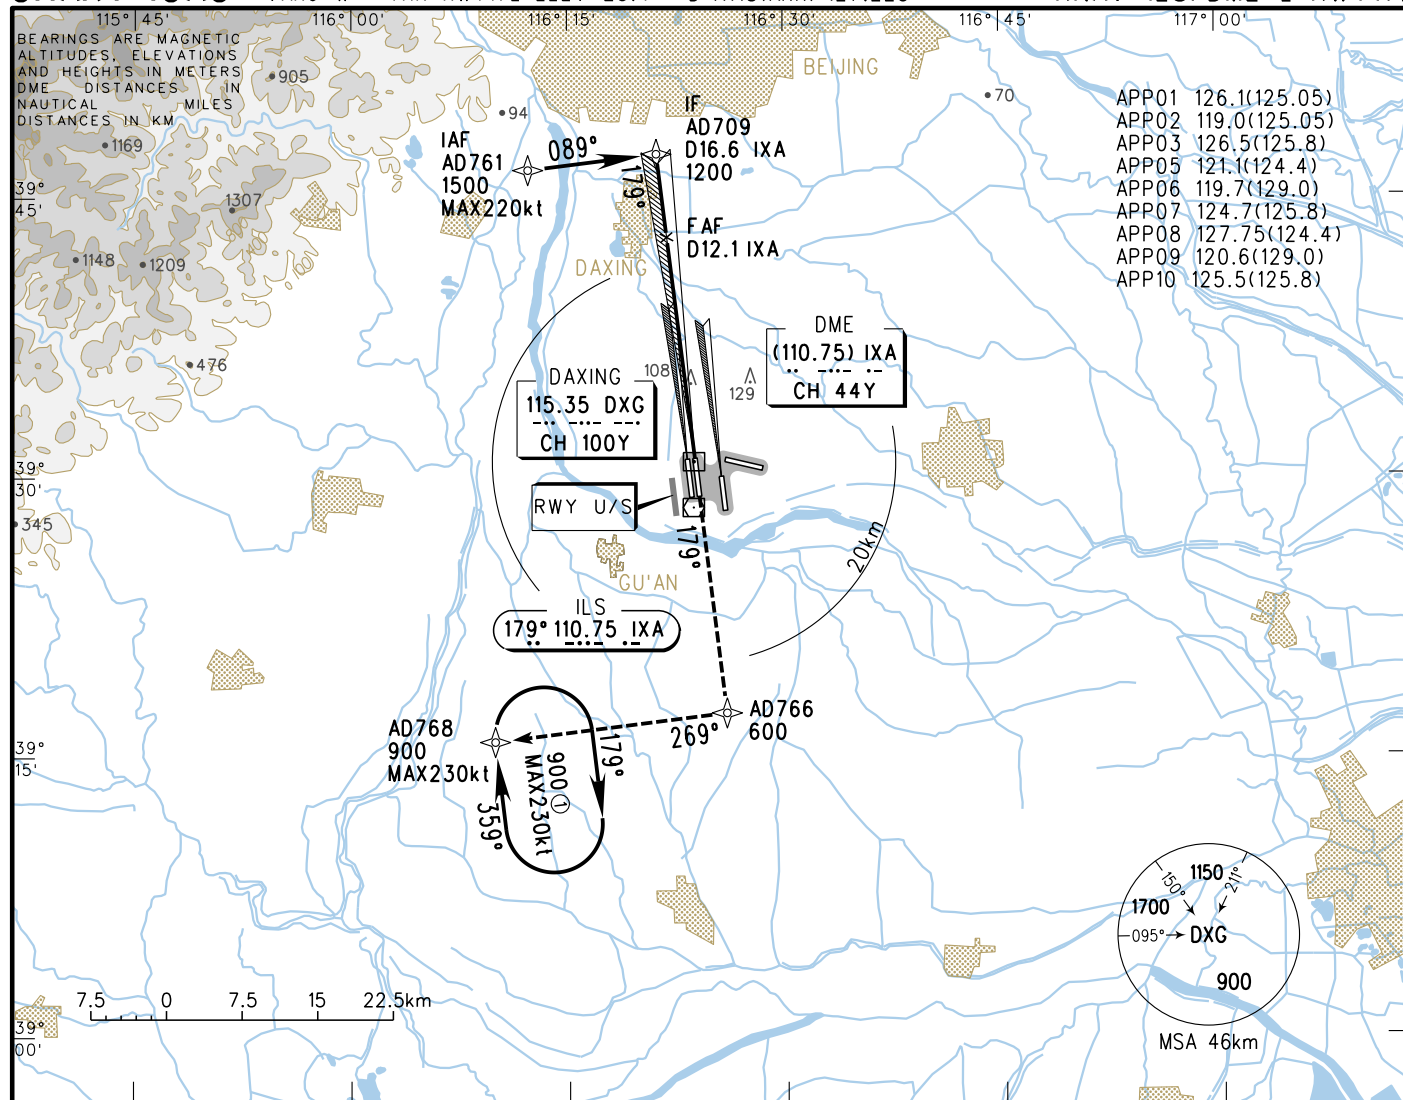 115° 45'
116° 00'
116° 15'
116° 30'
116° 45'
117° 00'
BEARINGS ARE MAGNETIC
ALTITUDES, ELEVATIONS
AND HEIGHTS IN METERS
DME DISTANCES IN
NAUTICAL MILES
DISTANCES IN KM
905
94
70
1169
1307
1148
1209
476
345
BEIJING
APP01 126.1(125.05)
APP02 119.0(125.05)
APP03 126.5(125.8)
APP05 121.1(124.4)
APP06 119.7(129.0)
APP07 124.7(125.8)
APP08 127.75(124.4)
APP09 120.6(129.0)
APP10 125.5(125.8)
IAF
AD761
1500
MAX220kt
089°
IF
AD709
D16.6 IXA
1200
179°
FAF
D12.1 IXA
39°
45'
DAXING
DME
(110.75) IXA
CH 44Y
108
129
DAXING
115.35 DXG
CH 100Y
39°
30'
RWY U/S
179°
20km
GU'AN
ILS
179° 110.75 IXA
AD766
600
269°
AD768
900
MAX230kt
179°
900 ①
MAX230kt
359°
39°
15'
1150
150°
211°
1700
095°
DXG
900
MSA 46km
7.5 0 7.5 15 22.5km
39°
00'